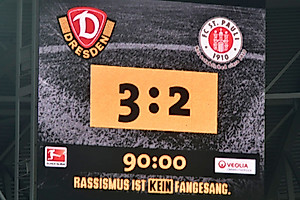 D
DRESDEN
FC ST. PAULI
1910
3:2
90:00
VEOLIA
RASSISMUS IST KEIN FANGESANG.